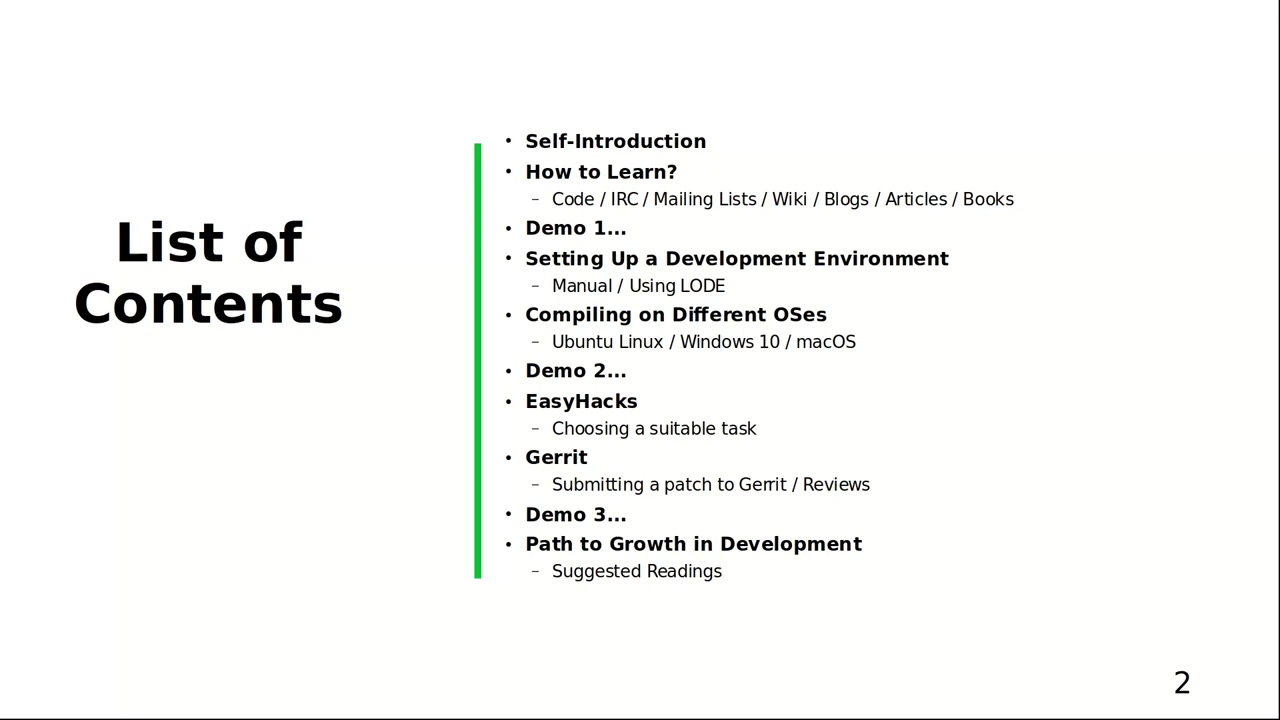 List of
Contents
• Self-Introduction
• How to Learn?
– Code / IRC / Mailing Lists / Wiki / Blogs / Articles / Books
• Demo 1...
• Setting Up a Development Environment
– Manual / Using LODE
• Compiling on Different OSes
– Ubuntu Linux / Windows 10 / macOS
• Demo 2...
• EasyHacks
– Choosing a suitable task
• Gerrit
– Submitting a patch to Gerrit / Reviews
• Demo 3...
• Path to Growth in Development
– Suggested Readings
2